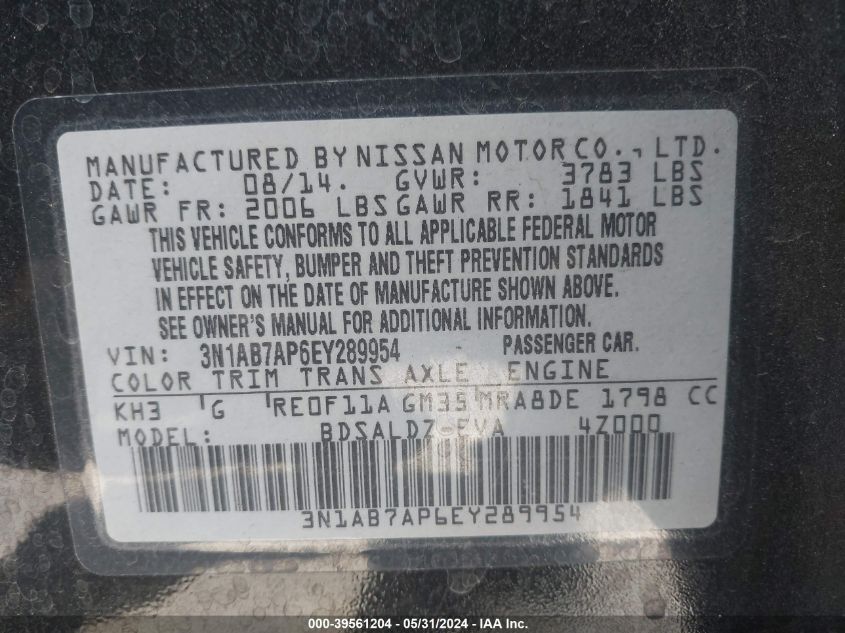 MANUFACTURED BY NISSAN MOTOR CO., LTD.
DATE: 08/14. GVWR: 3783 LBS
GAWR FR: 2006 LBS GAWR RR: 1841 LBS
THIS VEHICLE CONFORMS TO ALL APPLICABLE FEDERAL MOTOR
VEHICLE SAFETY, BUMPER AND THEFT PREVENTION STANDARDS
IN EFFECT ON THE DATE OF MANUFACTURE SHOWN ABOVE.
SEE OWNER'S MANUAL FOR ADDITIONAL INFORMATION.
VIN: 3N1AB7AP6EY289954 - PASSENGER CAR.
COLOR TRIM TRANS AXLE ENGINE
KH3 G RE0F11A GM35 MRA8DE 1798 CC
MODEL: BDSALDZ-EVA 4Z000
3N1AB7AP6EY289954
000-39561204 - 05/31/2024 - © IAA, Inc.